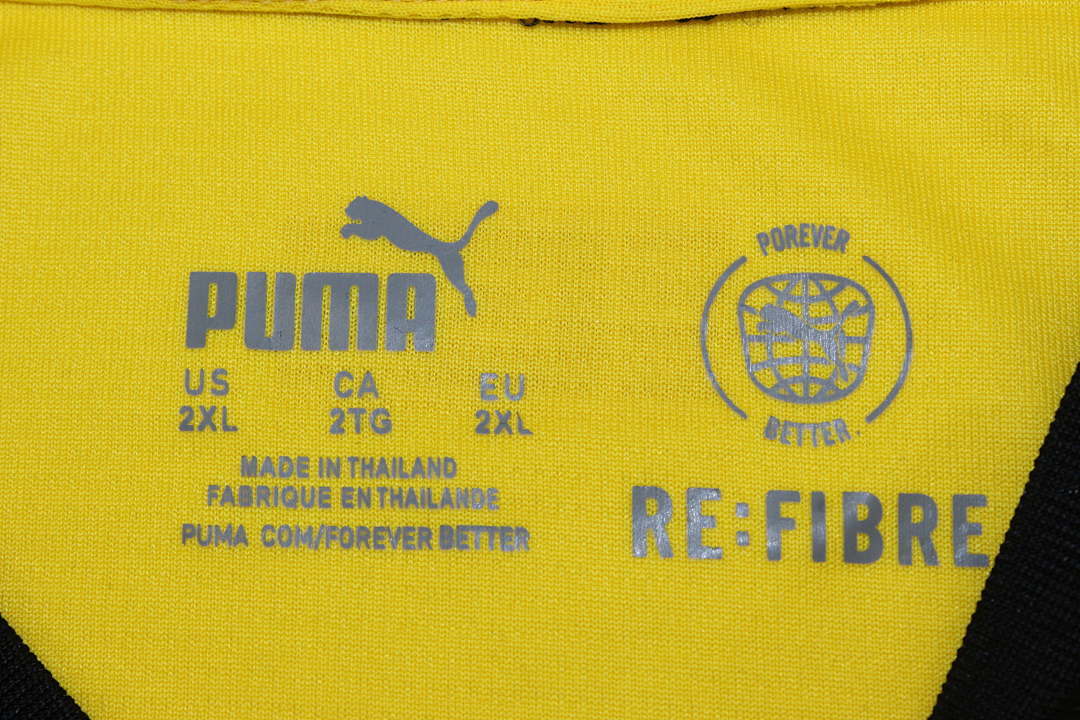 PUMA
US CA EU
2XL 2TG 2XL
MADE IN THAILAND
FABRIQUE EN THAILANDE
PUMA COM/FOREVER BETTER
POREVER
BETTER.
RE:FIBRE